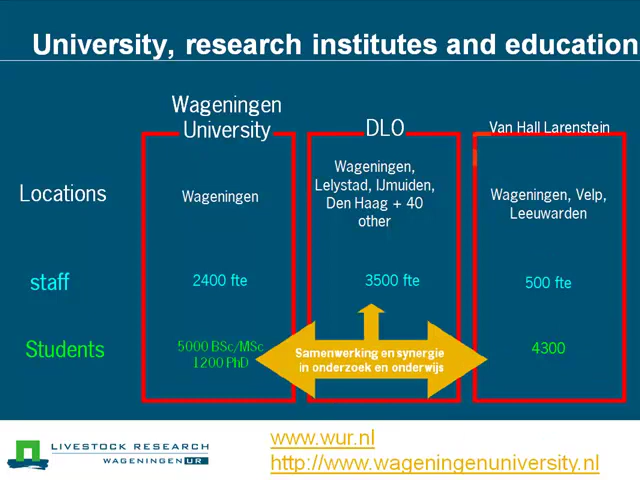 University, research institutes and education
Wageningen
University
DLO
Van Hall Larenstein
Locations
Wageningen
Wageningen,
Lelystad, IJmuiden,
Den Haag + 40
other
Wageningen, Velp,
Leeuwarden
staff
2400 fte
3500 fte
500 fte
Students
5000 BSc/MSc
1200 PhD
Samenwerking en synergie
in onderzoek en onderwijs
4300
LIVESTOCK RESEARCH
WAGENINGEN UR
www.wur.nl
http://www.wageningenuniversity.nl